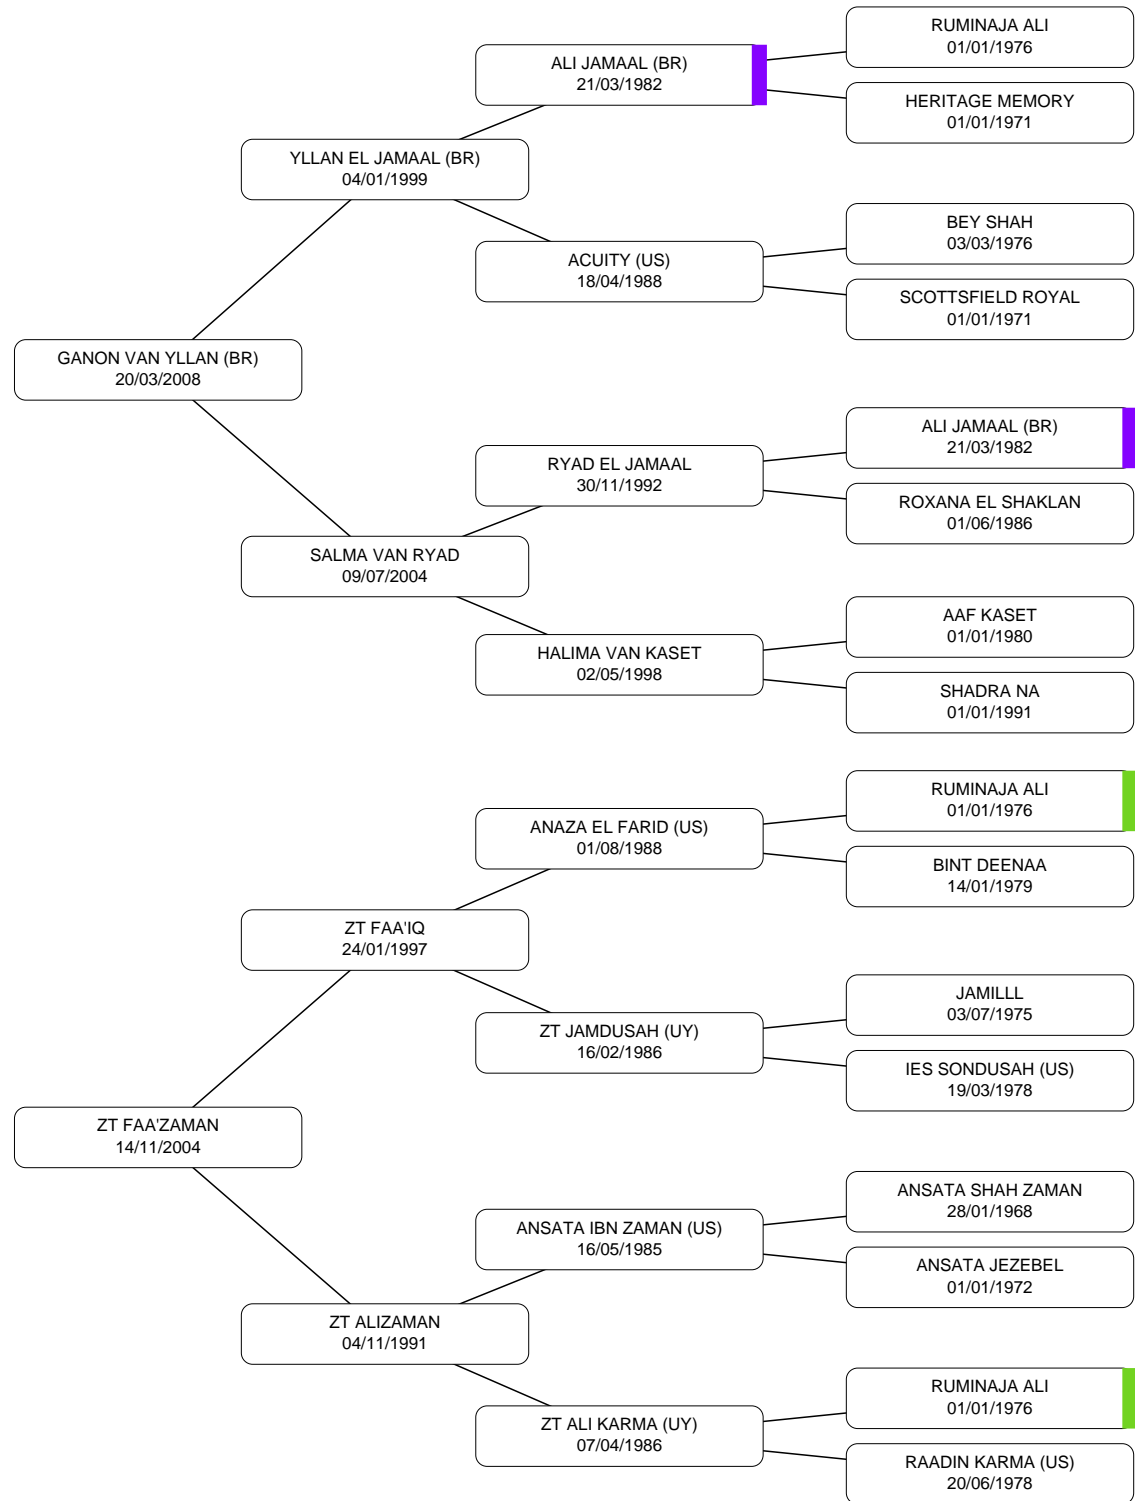 RUMINAJA ALI
01/01/1976
ALI JAMAAL (BR)
21/03/1982
HERITAGE MEMORY
01/01/1971
YLLAN EL JAMAAL (BR)
04/01/1999
BEY SHAH
03/03/1976
ACUITY (US)
18/04/1988
SCOTTSFIELD ROYAL
01/01/1971
GANON VAN YLLAN (BR)
20/03/2008
ALI JAMAAL (BR)
21/03/1982
RYAD EL JAMAAL
30/11/1992
ROXANA EL SHAKLAN
01/06/1986
SALMA VAN RYAD
09/07/2004
AAF KASET
01/01/1980
HALIMA VAN KASET
02/05/1998
SHADRA NA
01/01/1991
RUMINAJA ALI
01/01/1976
ANAZA EL FARID (US)
01/08/1988
BINT DEENAA
14/01/1979
ZT FAA'IQ
24/01/1997
JAMILLL
03/07/1975
ZT JAMDUSAH (UY)
16/02/1986
IES SONDUSAH (US)
19/03/1978
ZT FAA'ZAMAN
14/11/2004
ANSATA SHAH ZAMAN
28/01/1968
ANSATA IBN ZAMAN (US)
16/05/1985
ANSATA JEZEBEL
01/01/1972
ZT ALIZAMAN
04/11/1991
RUMINAJA ALI
01/01/1976
ZT ALI KARMA (UY)
07/04/1986
RAADIN KARMA (US)
20/06/1978